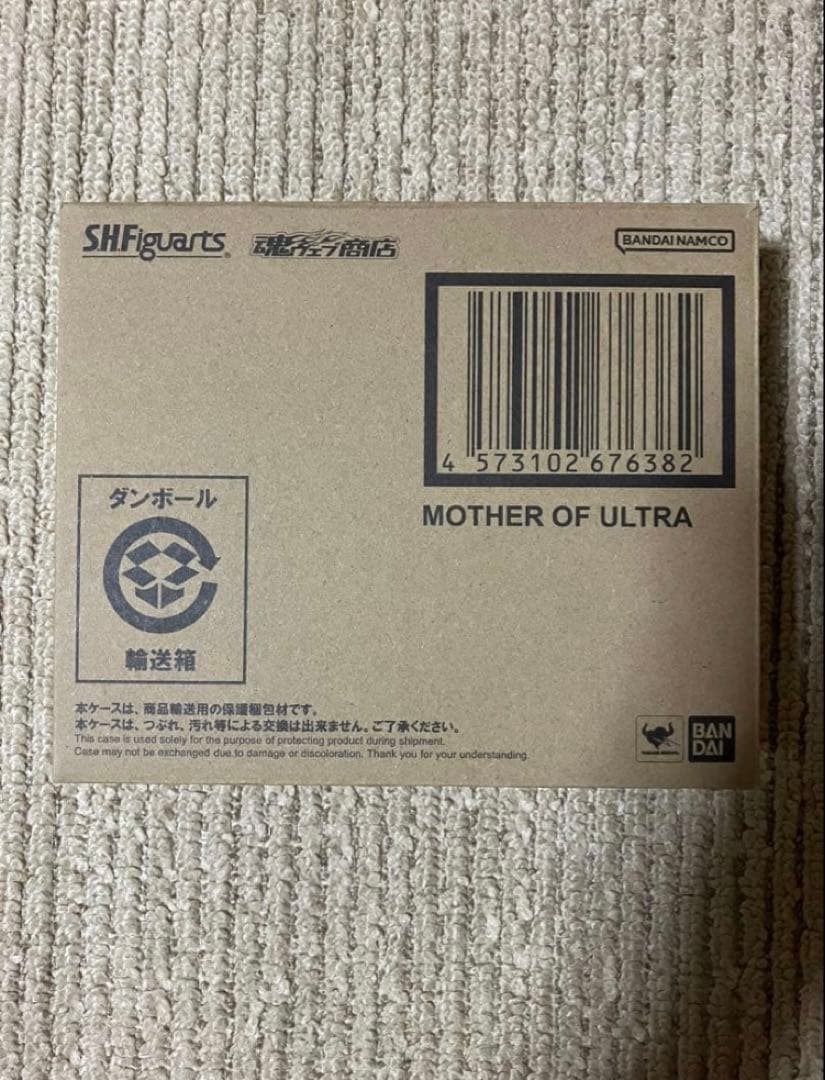 S.H.Figuarts®
魂ウェブ商店
BANDAI NAMCO
4 573102 676382
MOTHER OF ULTRA
ダンボール
輸送箱
本ケースは、商品輸送用の保護梱包材です。
本ケースは、つぶれ、汚れ等による交換は出来ません。ご了承ください。
This case is used solely for the purpose of protecting product during shipment.
Case may not be exchanged due to damage or discoloration. Thank you for your understanding.
BAN
DAI